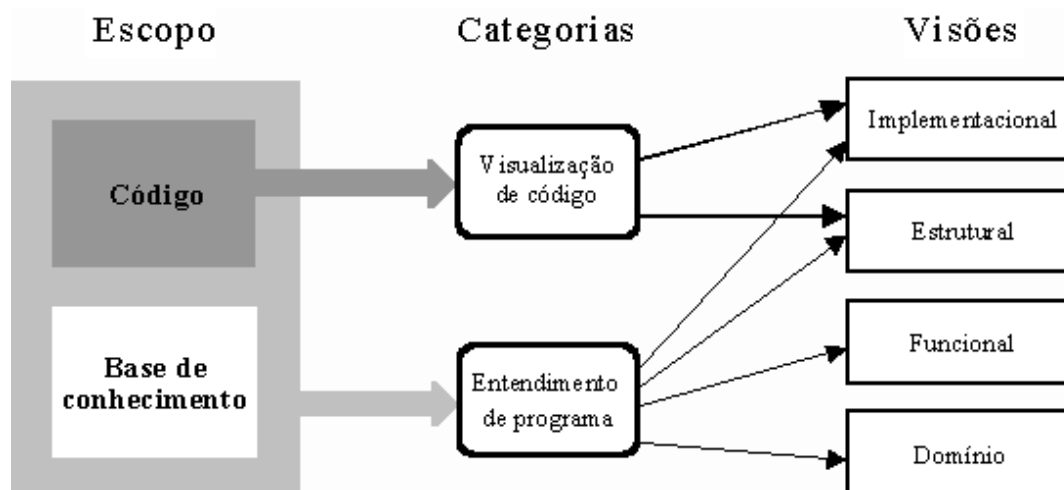 Escopo
Categorias
Visões
Código
Base de
conhecimento
Visualização
de código
Entendimento
de programa
Implementacional
Estrutural
Funcional
Domínio